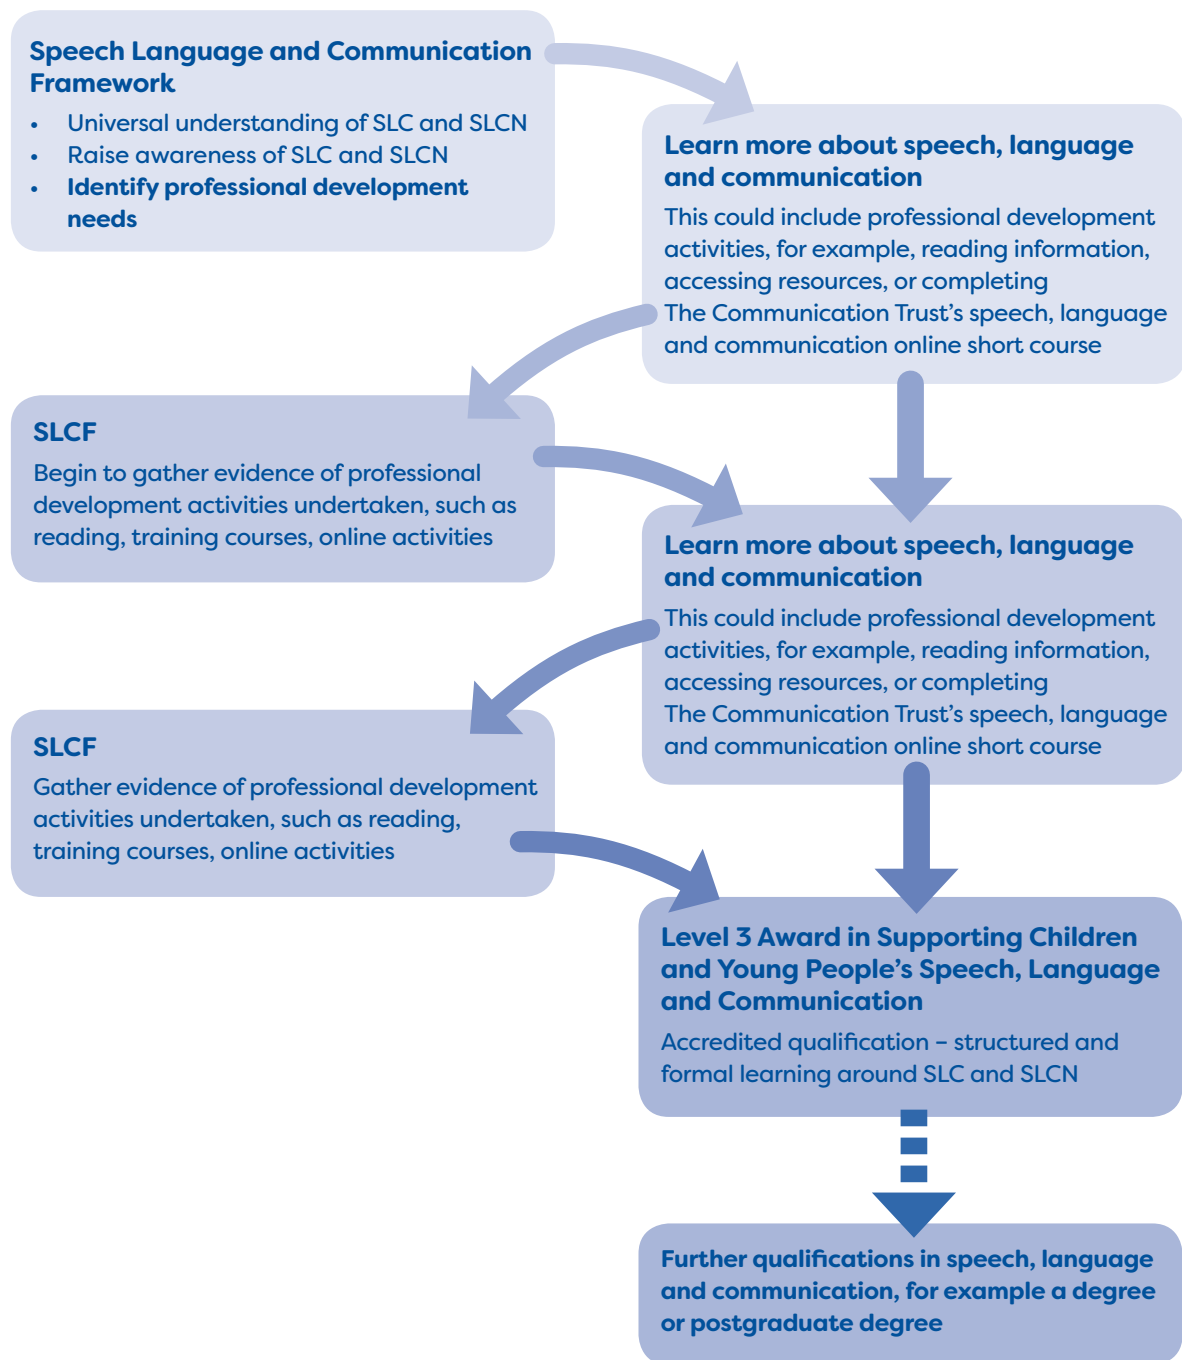 Speech Language and Communication
Framework
• Universal understanding of SLC and SLCN
• Raise awareness of SLC and SLCN
• Identify professional development
needs
Learn more about speech, language
and communication
This could include professional development
activities, for example, reading information,
accessing resources, or completing
The Communication Trust’s speech, language
and communication online short course
SLCF
Begin to gather evidence of professional
development activities undertaken, such as
reading, training courses, online activities
Learn more about speech, language
and communication
This could include professional development
activities, for example, reading information,
accessing resources, or completing
The Communication Trust’s speech, language
and communication online short course
SLCF
Gather evidence of professional development
activities undertaken, such as reading,
training courses, online activities
Level 3 Award in Supporting Children
and Young People’s Speech, Language
and Communication
Accredited qualification – structured and
formal learning around SLC and SLCN
Further qualifications in speech, language
and communication, for example a degree
or postgraduate degree